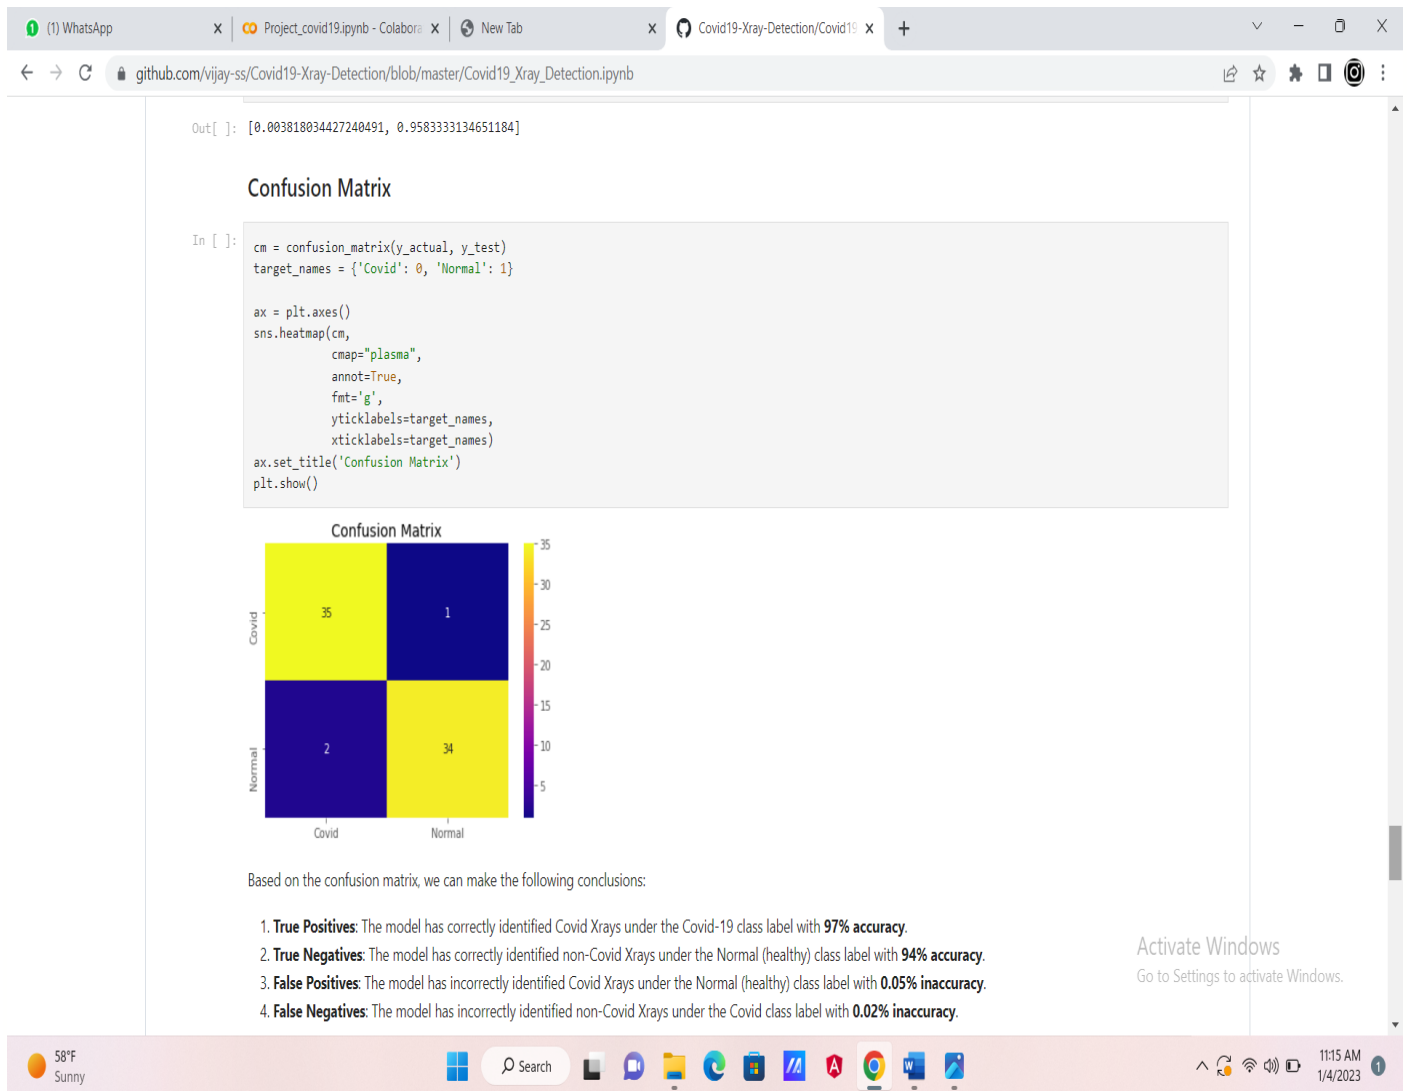 (1) WhatsApp
Project_covid19.ipynb - Colabora
New Tab
Covid19-Xray-Detection/Covid19
github.com/vijay-ss/Covid19-Xray-Detection/blob/master/Covid19_Xray_Detection.ipynb
Out[ ]: [0.003818034427240491, 0.9583333134651184]
Confusion Matrix
In [ ]:
cm = confusion_matrix(y_actual, y_test)
target_names = {'Covid': 0, 'Normal': 1}
ax = plt.axes()
sns.heatmap(cm,
cmap="plasma",
annot=True,
fmt='g',
yticklabels=target_names,
xticklabels=target_names)
ax.set_title('Confusion Matrix')
plt.show()
Confusion Matrix
35
30
25
20
15
10
5
Covid
35
1
Normal
2
34
Covid
Normal
Based on the confusion matrix, we can make the following conclusions:
1. True Positives: The model has correctly identified Covid Xrays under the Covid-19 class label with 97% accuracy.
2. True Negatives: The model has correctly identified non-Covid Xrays under the Normal (healthy) class label with 94% accuracy.
3. False Positives: The model has incorrectly identified Covid Xrays under the Normal (healthy) class label with 0.05% inaccuracy.
4. False Negatives: The model has incorrectly identified non-Covid Xrays under the Covid class label with 0.02% inaccuracy.
Activate Windows
Go to Settings to activate Windows.
58°F
Sunny
Search
11:15 AM
1/4/2023
1